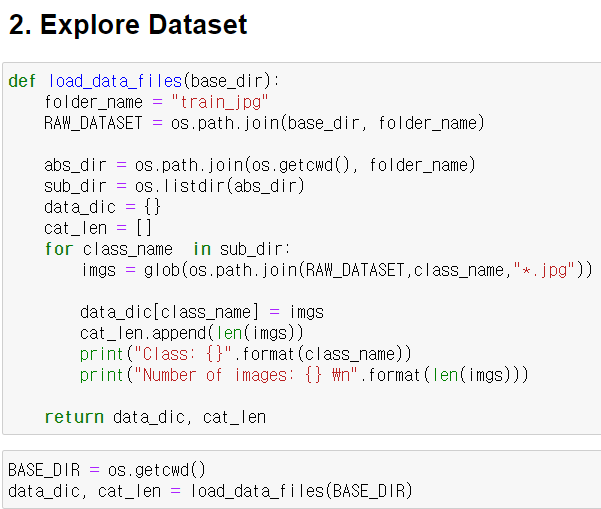 2. Explore Dataset
def load_data_files(base_dir):
    folder_name = "train_jpg"
    RAW_DATASET = os.path.join(base_dir, folder_name)
    abs_dir = os.path.join(os.getcwd(), folder_name)
    sub_dir = os.listdir(abs_dir)
    data_dic = {}
    cat_len = []
    for class_name  in sub_dir:
        imgs = glob(os.path.join(RAW_DATASET,class_name,"*.jpg"))
        data_dic[class_name] = imgs
        cat_len.append(len(imgs))
        print("Class: {}".format(class_name))
        print("Number of images: {} ₩n".format(len(imgs)))
    return data_dic, cat_len
BASE_DIR = os.getcwd()
data_dic, cat_len = load_data_files(BASE_DIR)